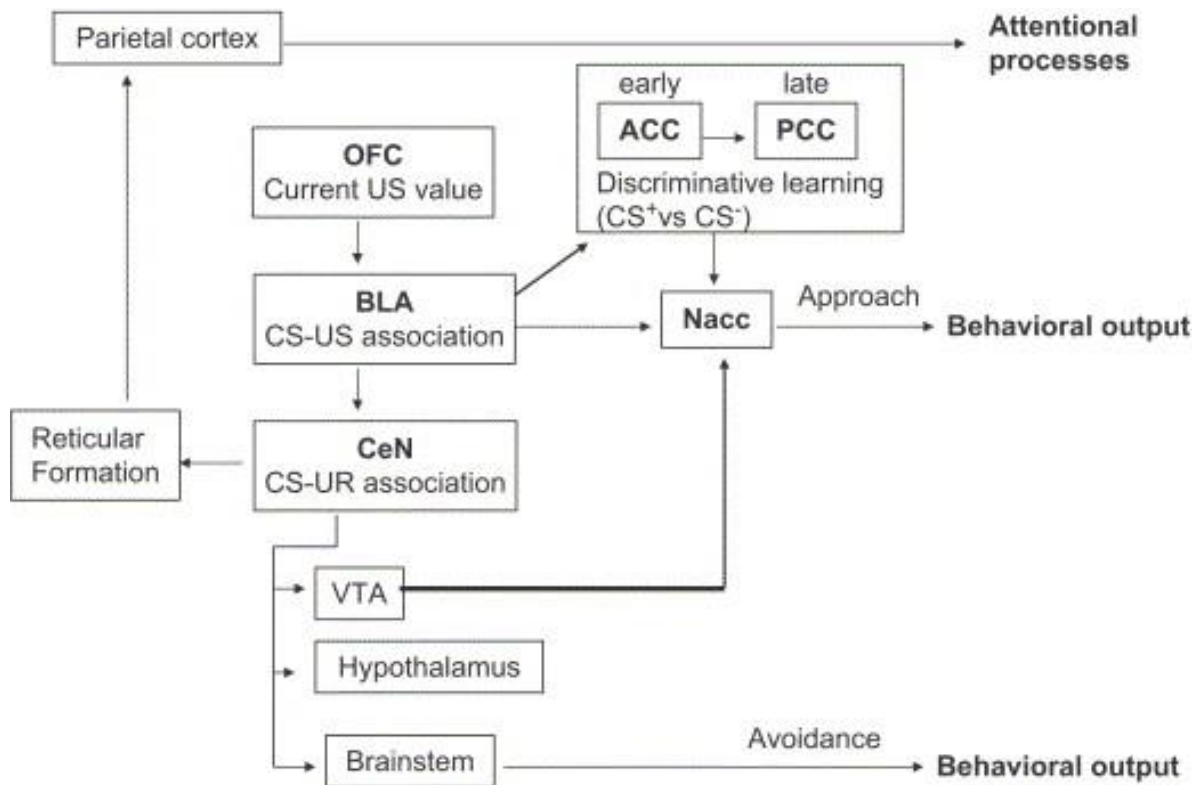 Parietal cortex
Attentional
processes
early
late
ACC
PCC
Discriminative learning
(CS⁺vs CS⁻)
OFC
Current US value
BLA
CS-US association
Nacc
Approach
Behavioral output
Reticular
Formation
CeN
CS-UR association
VTA
Hypothalamus
Brainstem
Avoidance
Behavioral output